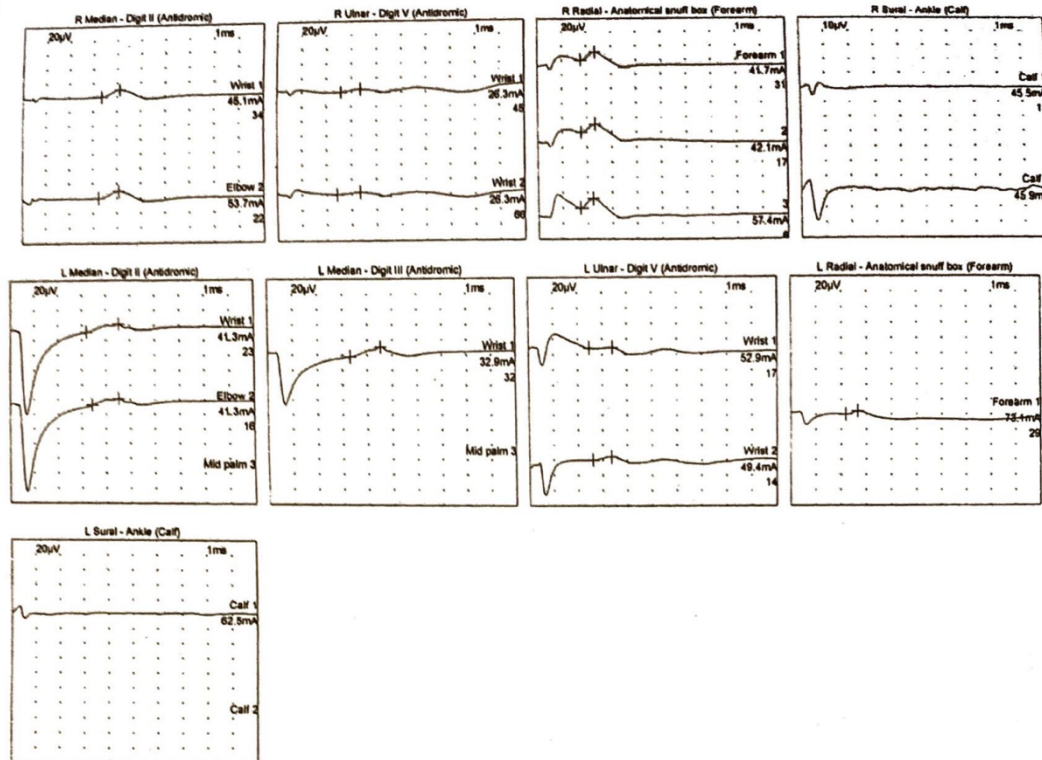 R Median - Digit II (Antidromic)
20µV 1ms
Wrist 1
45.1mA
34
Elbow 2
53.7mA
22
R Ulnar - Digit V (Antidromic)
20µV 1ms
Wrist 1
26.3mA
45
Wrist 2
26.3mA
66
R Radial - Anatomical snuff box (Forearm)
20µV 1ms
Forearm 1
41.7mA
31
2
42.1mA
17
3
57.4mA
R Sural - Ankle (Calf)
10µV 1ms
Calf
45.5mA
1
Calf
45.9m
L Median - Digit II (Antidromic)
20µV 1ms
Wrist 1
41.3mA
23
Elbow 2
41.3mA
16
Mid palm 3
L Median - Digit III (Antidromic)
20µV 1ms
Wrist 1
32.9mA
32
Mid palm 3
L Ulnar - Digit V (Antidromic)
20µV 1ms
Wrist 1
52.9mA
17
Wrist 2
49.4mA
14
L Radial - Anatomical snuff box (Forearm)
20µV 1ms
Forearm 1
73.1mA
29
L Sural - Ankle (Calf)
20µV 1ms
Calf 1
62.5mA
Calf 2